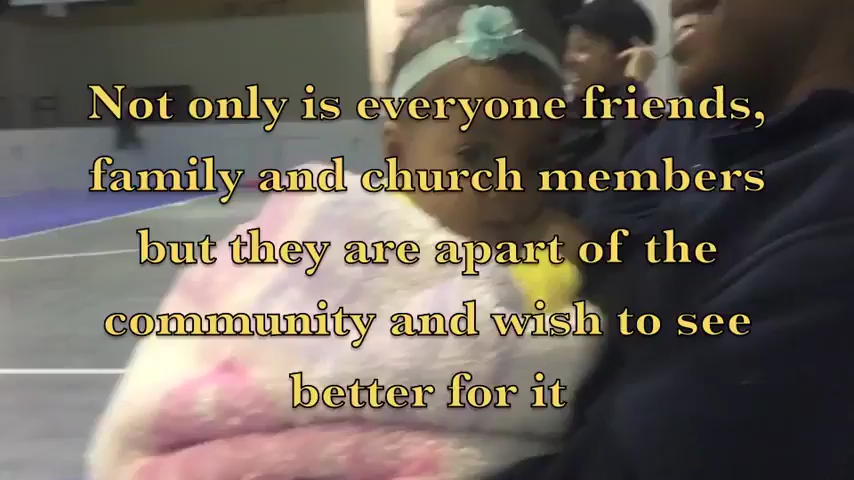 Not only is everyone friends,
family and church members
but they are apart of the
community and wish to see
better for it